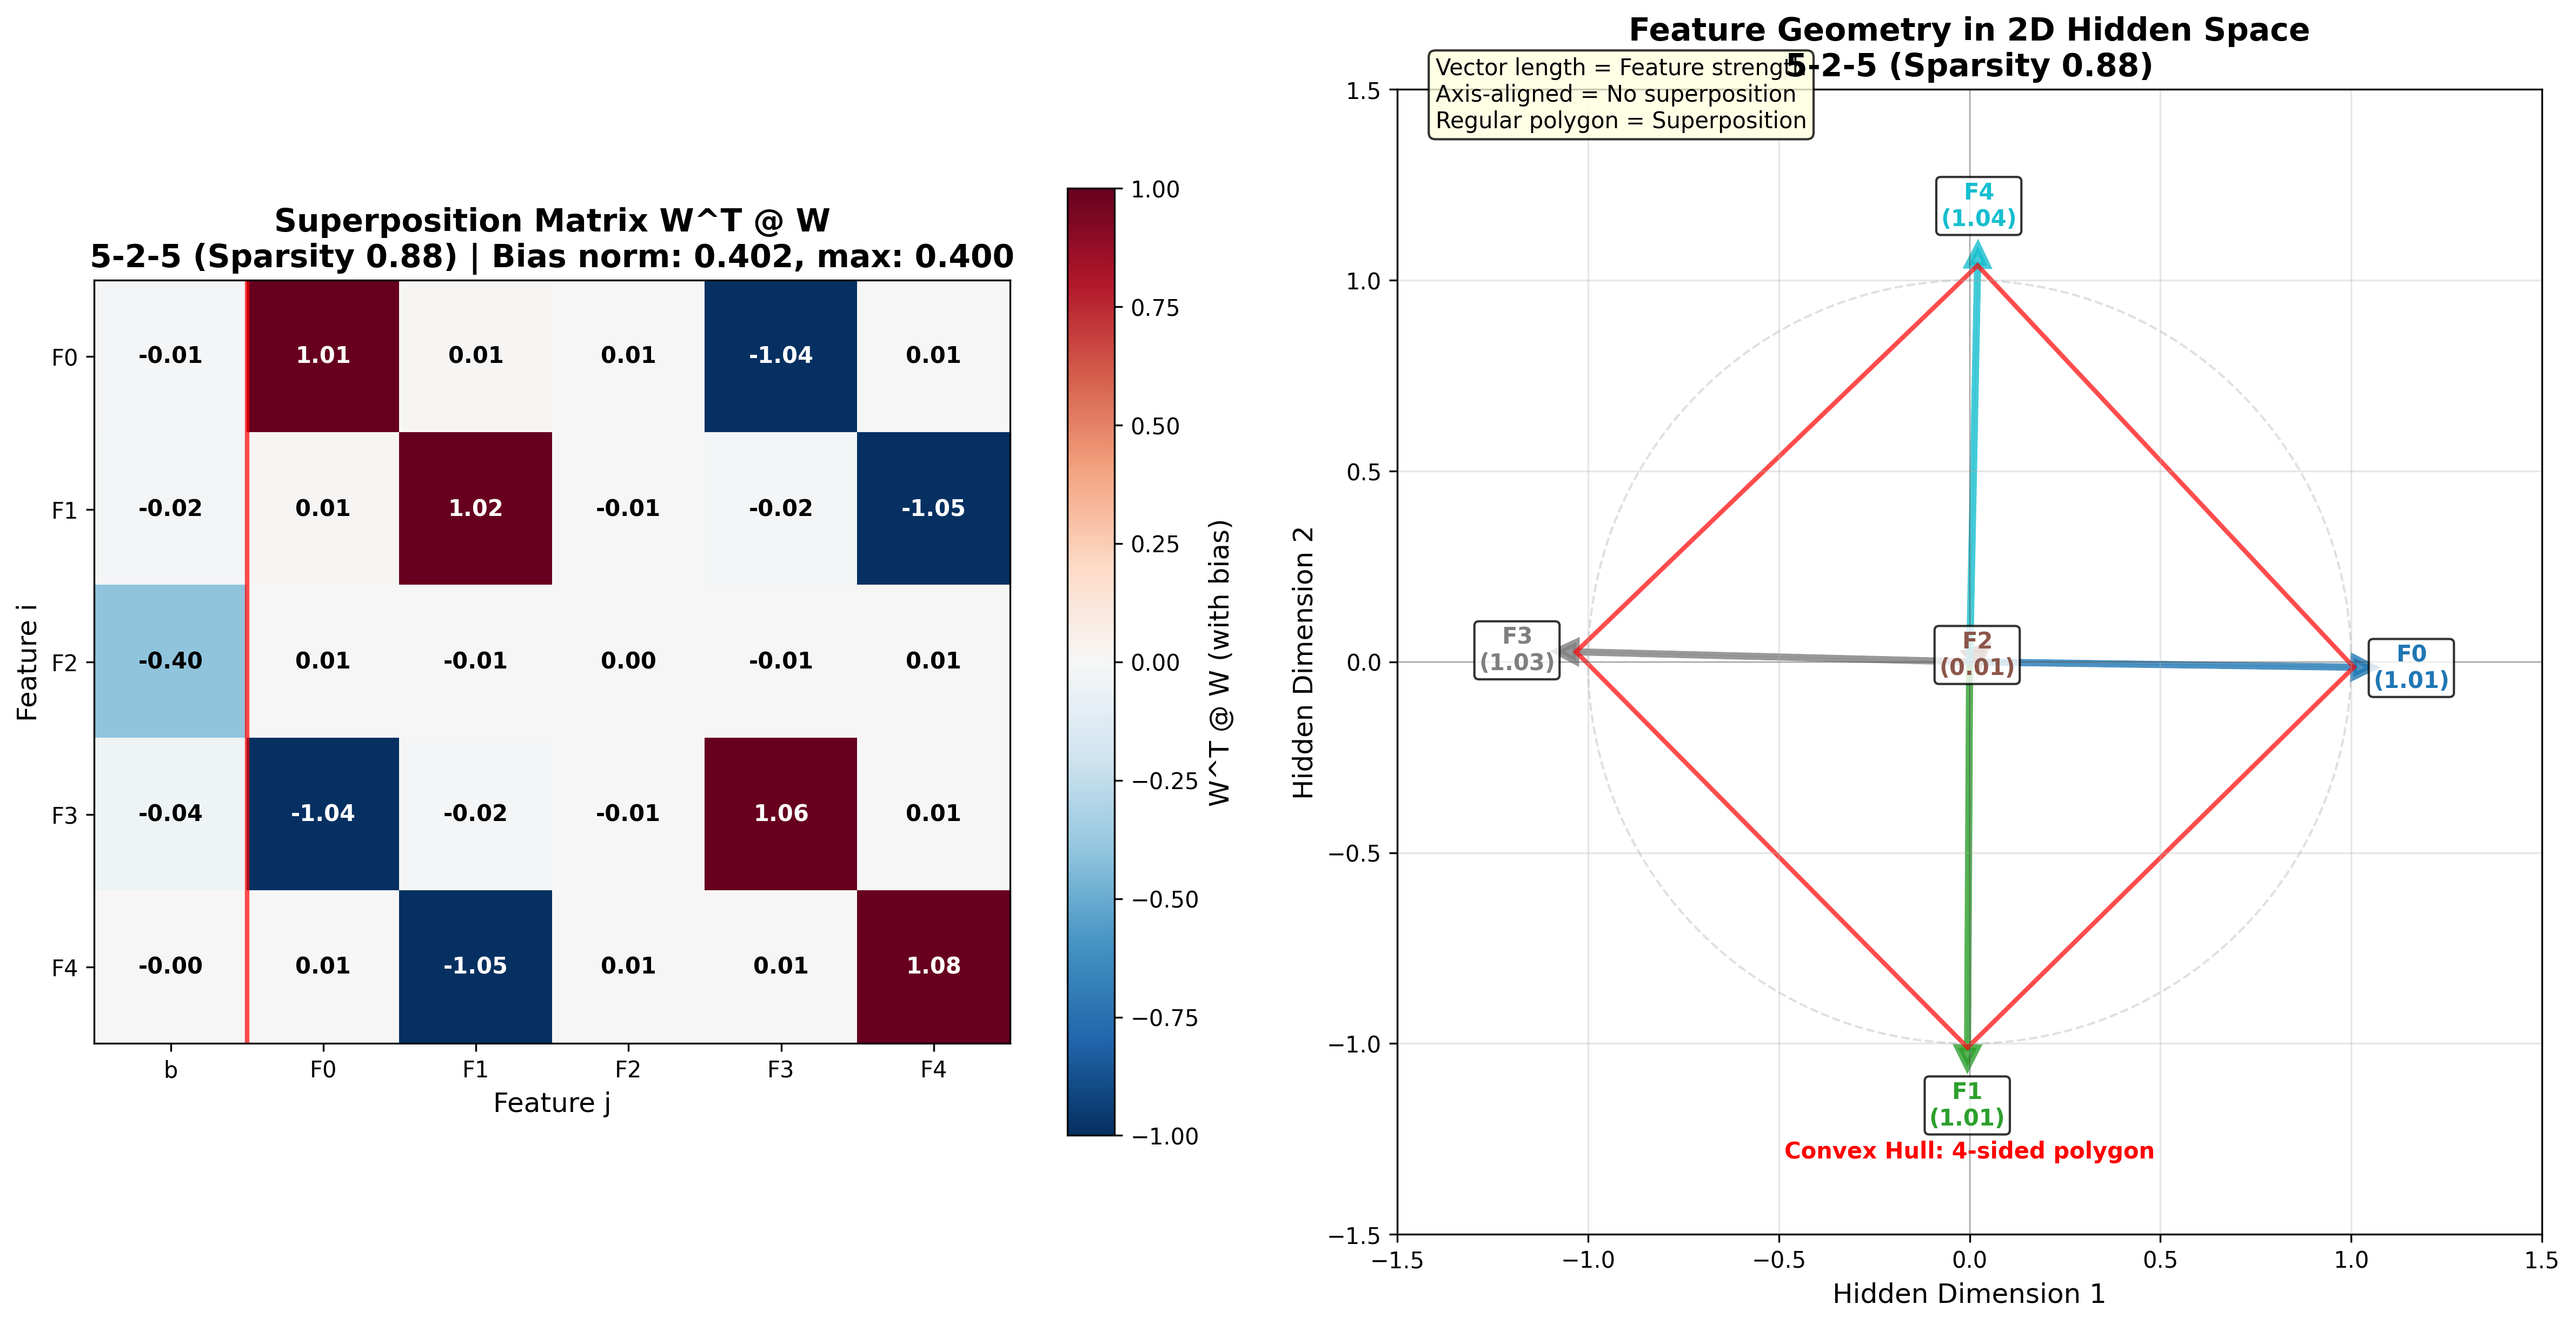 Superposition Matrix W^T @ W
5-2-5 (Sparsity 0.88) | Bias norm: 0.402, max: 0.400
Feature i
F0 -0.01 1.01 0.01 0.01 -1.04 0.01
F1 -0.02 0.01 1.02 -0.01 -0.02 -1.05
F2 -0.40 0.01 -0.01 0.00 -0.01 0.01
F3 -0.04 -1.04 -0.02 -0.01 1.06 0.01
F4 -0.00 0.01 -1.05 0.01 0.01 1.08
b F0 F1 F2 F3 F4
Feature j
1.00
0.75
0.50
0.25
0.00
−0.25
−0.50
−0.75
−1.00
W^T @ W (with bias)
Feature Geometry in 2D Hidden Space
5-2-5 (Sparsity 0.88)
Vector length = Feature strength
Axis-aligned = No superposition
Regular polygon = Superposition
Hidden Dimension 2
1.5
1.0
0.5
0.0
−0.5
−1.0
−1.5
F4
(1.04)
F3
(1.03)
F2
(0.01)
F0
(1.01)
F1
(1.01)
Convex Hull: 4-sided polygon
−1.5 −1.0 −0.5 0.0 0.5 1.0 1.5
Hidden Dimension 1